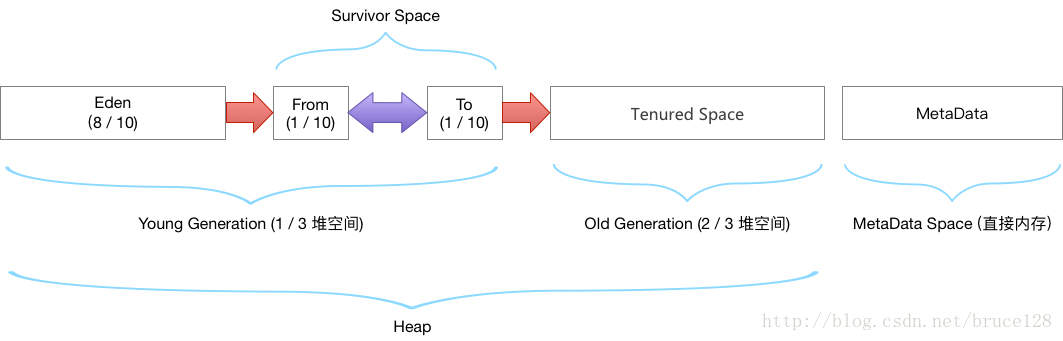 Survivor Space
Eden
(8 / 10)
From
(1 / 10)
To
(1 / 10)
Tenured Space
MetaData
Young Generation (1 / 3 堆空间)
Old Generation (2 / 3 堆空间)
MetaData Space (直接内存)
Heap
http://blog.csdn.net/bruce128